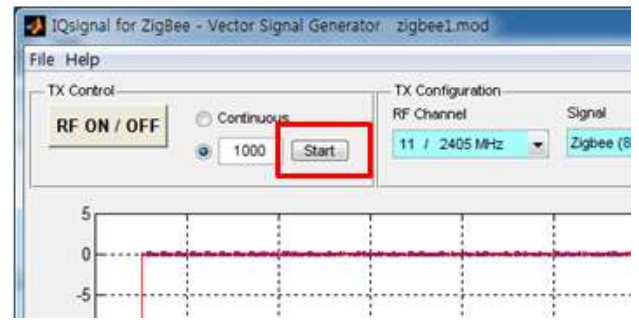 IQsignal for ZigBee - Vector Signal Generator zigbee1.mod
File Help
TX Control
TX Configuration
RF ON / OFF
Continuous
1000
Start
RF Channel
Signal
11 / 2405 MHz
Zigbee (8
5
0
-5